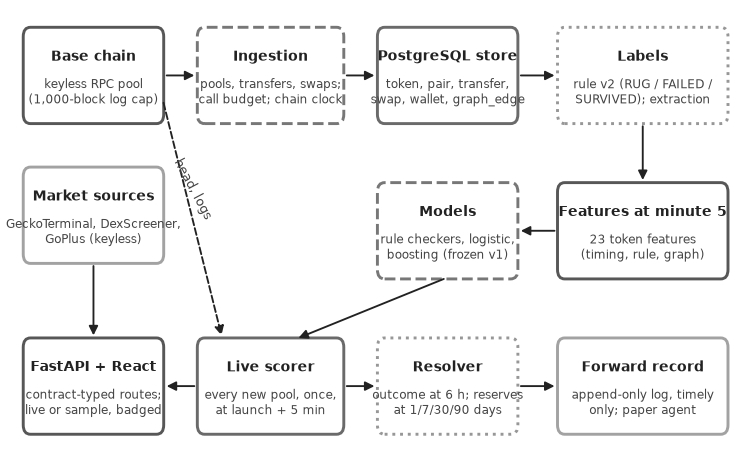 Base chain
keyless RPC pool
(1,000-block log cap)
Ingestion
pools, transfers, swaps;
call budget; chain clock
PostgreSQL store
token, pair, transfer,
swap, wallet, graph_edge
Labels
rule v2 (RUG / FAILED /
SURVIVED); extraction
head, logs
Market sources
GeckoTerminal, DexScreener,
GoPlus (keyless)
Models
rule checkers, logistic,
boosting (frozen v1)
Features at minute 5
23 token features
(timing, rule, graph)
FastAPI + React
contract-typed routes;
live or sample, badged
Live scorer
every new pool, once,
at launch + 5 min
Resolver
outcome at 6 h; reserves
at 1/7/30/90 days
Forward record
append-only log, timely
only; paper agent